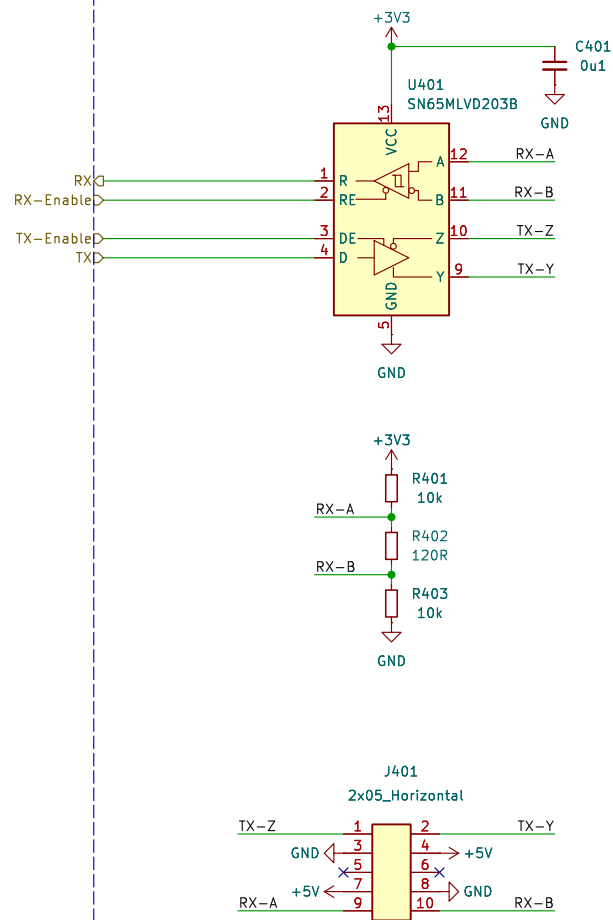 +3V3
C401
0u1
GND
U401
SN65MLVD203B
13
VCC
RX 1 R A 12 RX-A
RX-Enable 2 RE B 11 RX-B
TX-Enable 3 DE Z 10 TX-Z
TX 4 D Y 9 TX-Y
GND
5
GND
+3V3
R401
10k
RX-A
R402
120R
RX-B
R403
10k
GND
J401
2x05_Horizontal
TX-Z 1 2 TX-Y
GND 3 4 +5V
5 6
+5V 7 8 GND
RX-A 9 10 RX-B